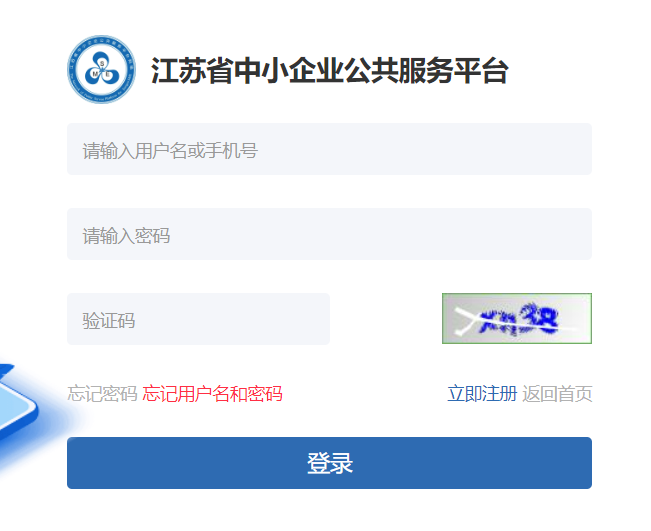 江苏省中小企业公共服务平台
请输入用户名或手机号
请输入密码
验证码
忘记密码 忘记用户名和密码
立即注册 返回首页
登录